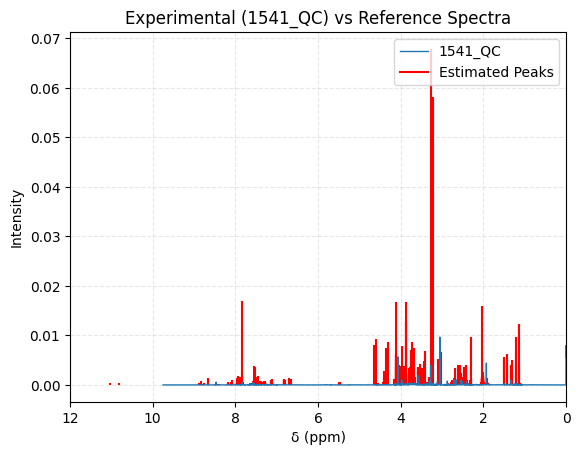 Experimental (1541_QC) vs Reference Spectra
1541_QC
Estimated Peaks
Intensity
0.07
0.06
0.05
0.04
0.03
0.02
0.01
0.00
12 10 8 6 4 2 0
δ (ppm)